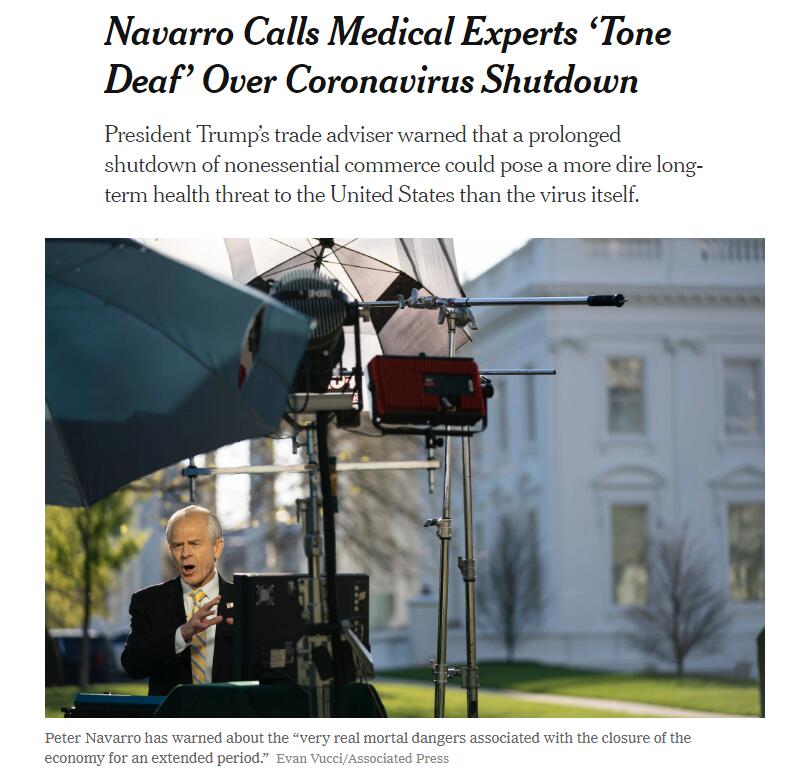 Navarro Calls Medical Experts ‘Tone
Deaf’ Over Coronavirus Shutdown
President Trump’s trade adviser warned that a prolonged
shutdown of nonessential commerce could pose a more dire long-
term health threat to the United States than the virus itself.
FOX
Peter Navarro has warned about the “very real mortal dangers associated with the closure of the
economy for an extended period.” Evan Vucci/Associated Press